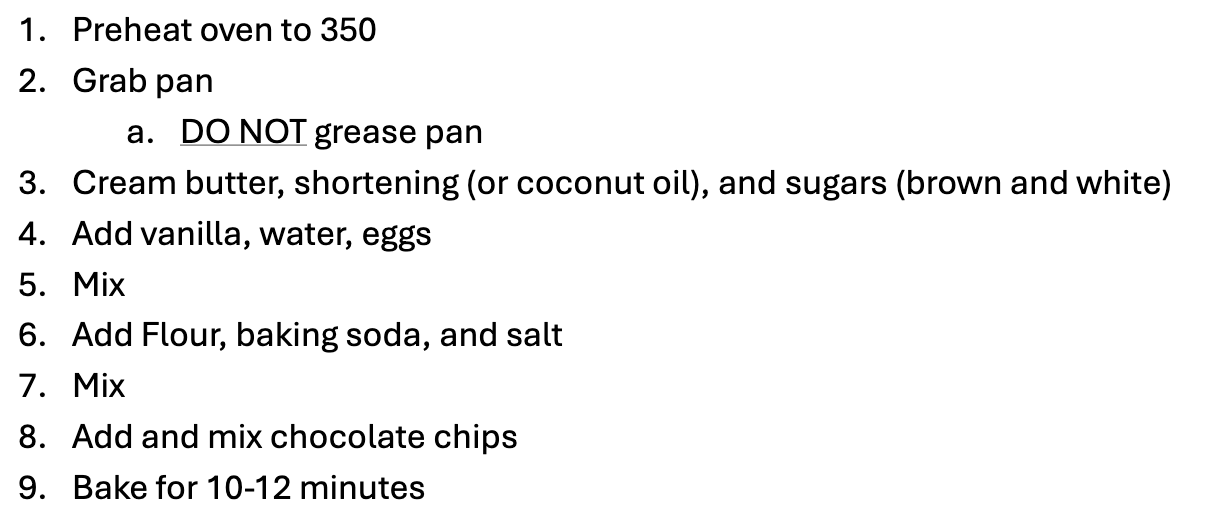 1. Preheat oven to 350
2. Grab pan
a. DO NOT grease pan
3. Cream butter, shortening (or coconut oil), and sugars (brown and white)
4. Add vanilla, water, eggs
5. Mix
6. Add Flour, baking soda, and salt
7. Mix
8. Add and mix chocolate chips
9. Bake for 10-12 minutes